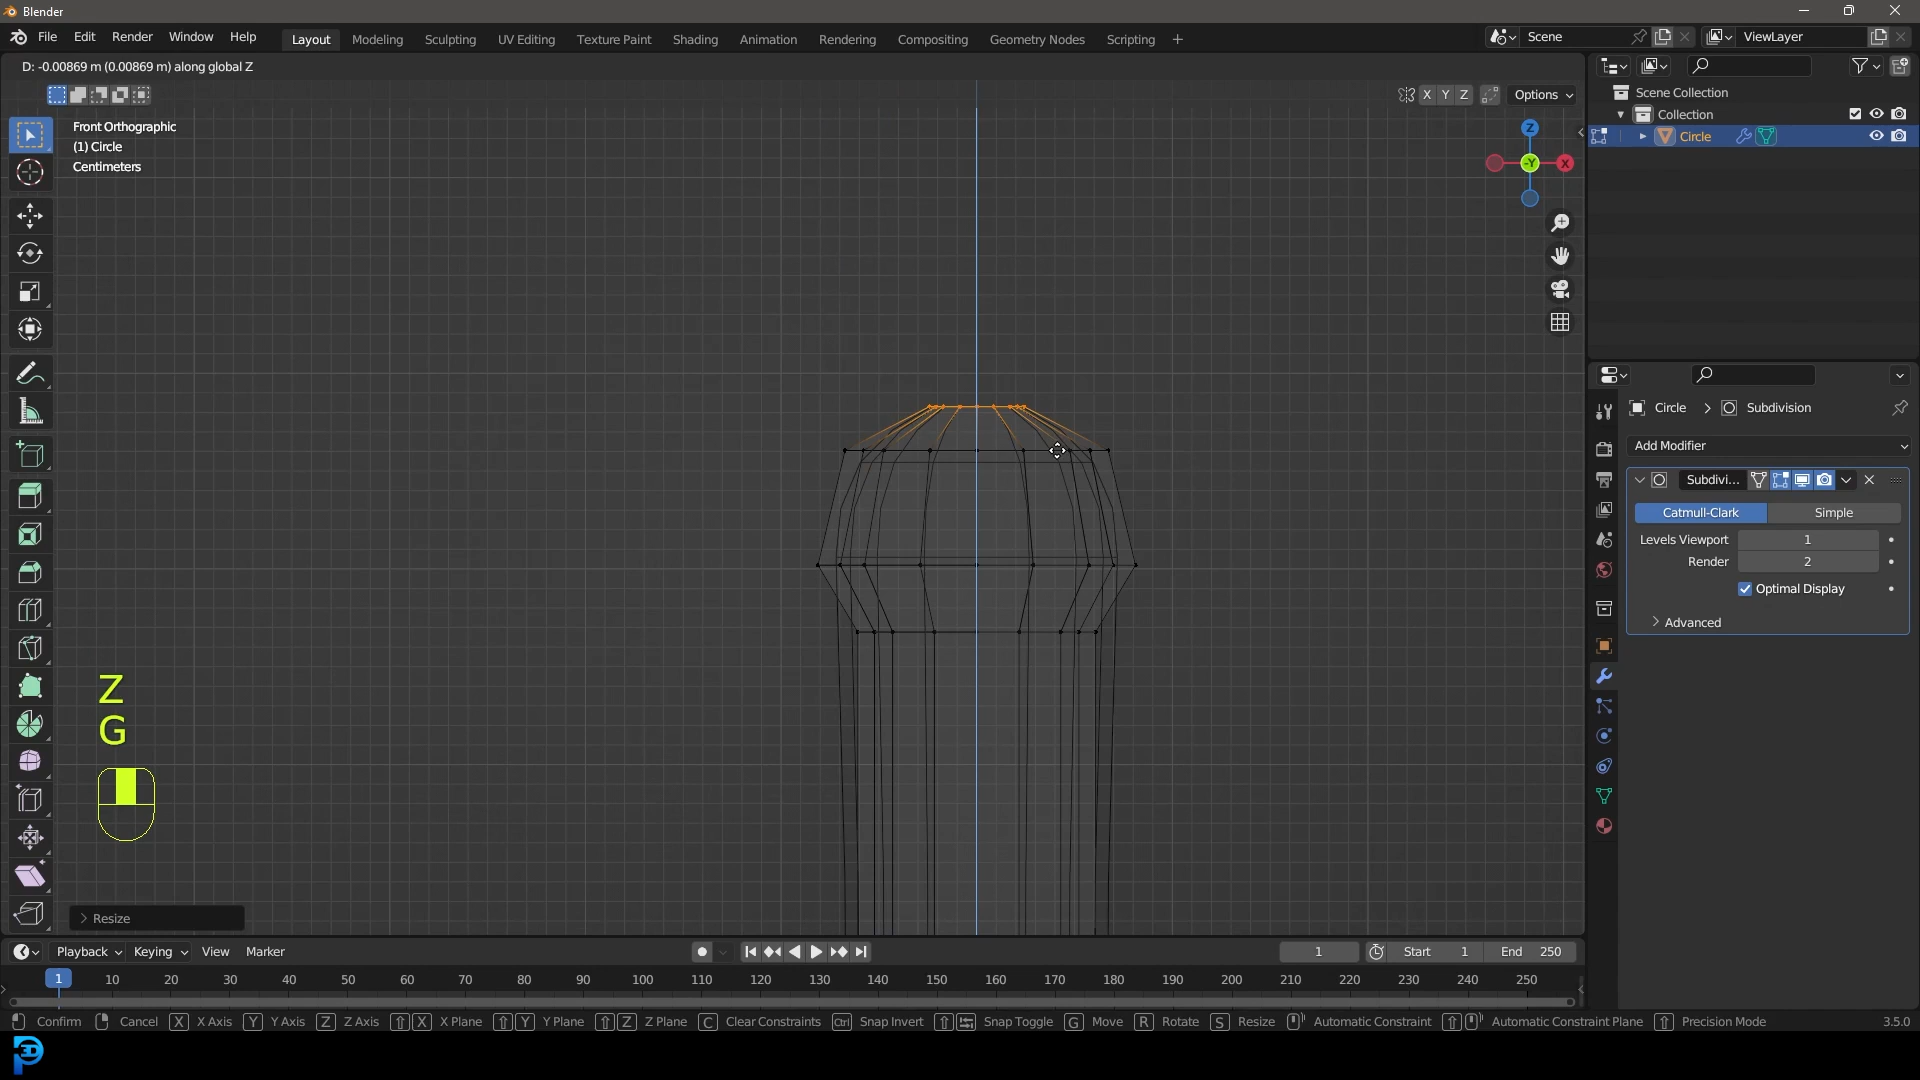 Blender
File Edit Render Window Help
Layout Modeling Sculpting UV Editing Texture Paint Shading Animation Rendering Compositing Geometry Nodes Scripting +
Scene
ViewLayer
D: -0.00869 m (0.00869 m) along global Z
X Y Z
Options
Scene Collection
Collection
Circle
Front Orthographic
(1) Circle
Centimeters
Z
-Y
X
Circle > Subdivision
Add Modifier
Subdivi...
Catmull-Clark Simple
Levels Viewport 1
Render 2
Optimal Display
Advanced
Z
G
Resize
Playback Keying View Marker
1
Start 1
End 250
1 10 20 30 40 50 60 70 80 90 100 110 120 130 140 150 160 170 180 190 200 210 220 230 240 250
Confirm Cancel X X Axis Y Y Axis Z Z Axis X X Plane Y Y Plane Z Z Plane C Clear Constraints Ctrl Snap Invert Snap Toggle G Move R Rotate S Resize Automatic Constraint Automatic Constraint Plane Precision Mode 3.5.0